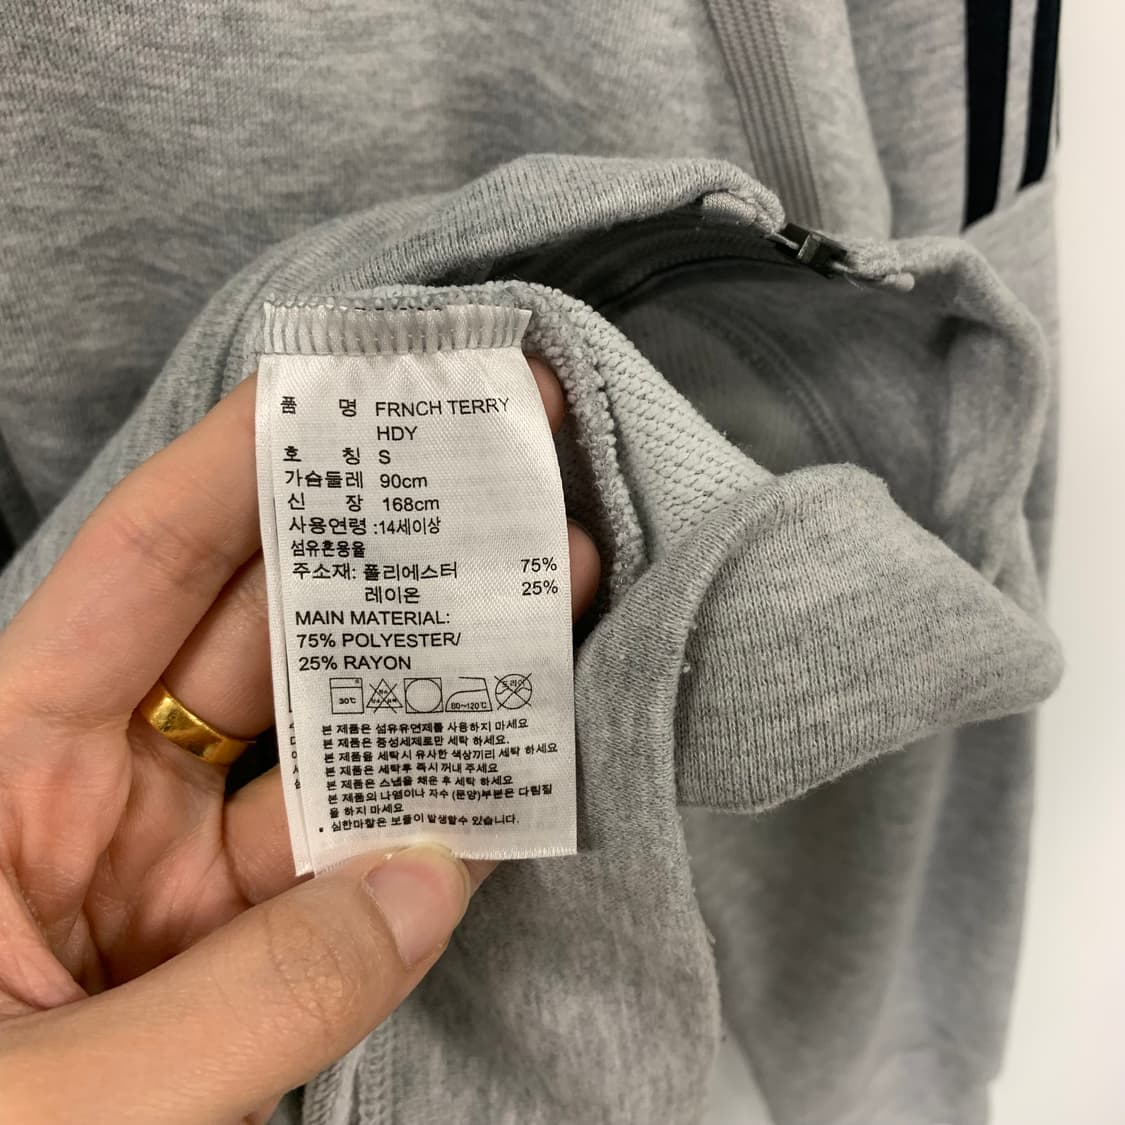 품 명 FRNCH TERRY
HDY
호 칭 S
가슴둘레 90cm
신 장 168cm
사용연령 :14세이상
섬유혼용율
주소재: 폴리에스터 75%
레이온 25%
MAIN MATERIAL:
75% POLYESTER/
25% RAYON
30℃ 80~120℃ 드라이
본 제품은 섬유유연제를 사용하지 마세요
본 제품은 중성세제로만 세탁 하세요.
본 제품을 세탁시 유사한 색상끼리 세탁 하세요
본 제품은 세탁후 즉시 꺼내 주세요
본 제품은 스냅을 채운 후 세탁 하세요
본 제품의 나염이나 자수 (문양)부분은 다림질
을 하지 마세요
심한마찰은 보풀이 발생할수 있습니다.